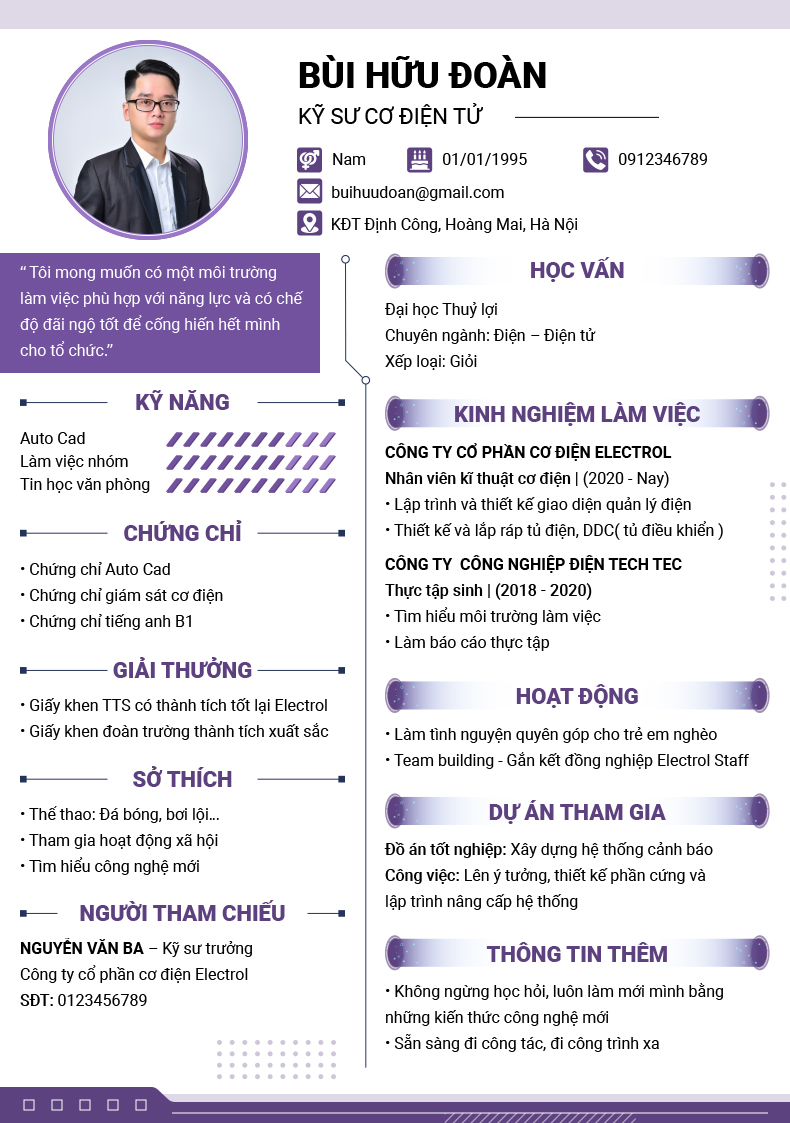 BÙI HỮU ĐOÀN
KỸ SƯ CƠ ĐIỆN TỬ
Nam 01/01/1995 0912346789
buihuudoan@gmail.com
KĐT Định Công, Hoàng Mai, Hà Nội
“ Tôi mong muốn có một môi trường
làm việc phù hợp với năng lực và có chế
độ đãi ngộ tốt để cống hiến hết mình
cho tổ chức.”
KỸ NĂNG
Auto Cad
Làm việc nhóm
Tin học văn phòng
CHỨNG CHỈ
• Chứng chỉ Auto Cad
• Chứng chỉ giám sát cơ điện
• Chứng chỉ tiếng anh B1
GIẢI THƯỞNG
• Giấy khen TTS có thành tích tốt lại Electrol
• Giấy khen đoàn trường thành tích xuất sắc
SỞ THÍCH
• Thể thao: Đá bóng, bơi lội...
• Tham gia hoạt động xã hội
• Tìm hiểu công nghệ mới
NGƯỜI THAM CHIẾU
NGUYỄN VĂN BA – Kỹ sư trưởng
Công ty cổ phần cơ điện Electrol
SĐT: 0123456789
HỌC VẤN
Đại học Thuỷ lợi
Chuyên ngành: Điện – Điện tử
Xếp loại: Giỏi
KINH NGHIỆM LÀM VIỆC
CÔNG TY CỔ PHẦN CƠ ĐIỆN ELECTROL
Nhân viên kĩ thuật cơ điện | (2020 - Nay)
• Lập trình và thiết kế giao diện quản lý điện
• Thiết kế và lắp ráp tủ điện, DDC( tủ điều khiển )
CÔNG TY CÔNG NGHIỆP ĐIỆN TECH TEC
Thực tập sinh | (2018 - 2020)
• Tìm hiểu môi trường làm việc
• Làm báo cáo thực tập
HOẠT ĐỘNG
• Làm tình nguyện quyên góp cho trẻ em nghèo
• Team building - Gắn kết đồng nghiệp Electrol Staff
DỰ ÁN THAM GIA
Đồ án tốt nghiệp: Xây dựng hệ thống cảnh báo
Công việc: Lên ý tưởng, thiết kế phần cứng và
lập trình nâng cấp hệ thống
THÔNG TIN THÊM
• Không ngừng học hỏi, luôn làm mới mình bằng
những kiến thức công nghệ mới
• Sẵn sàng đi công tác, đi công trình xa